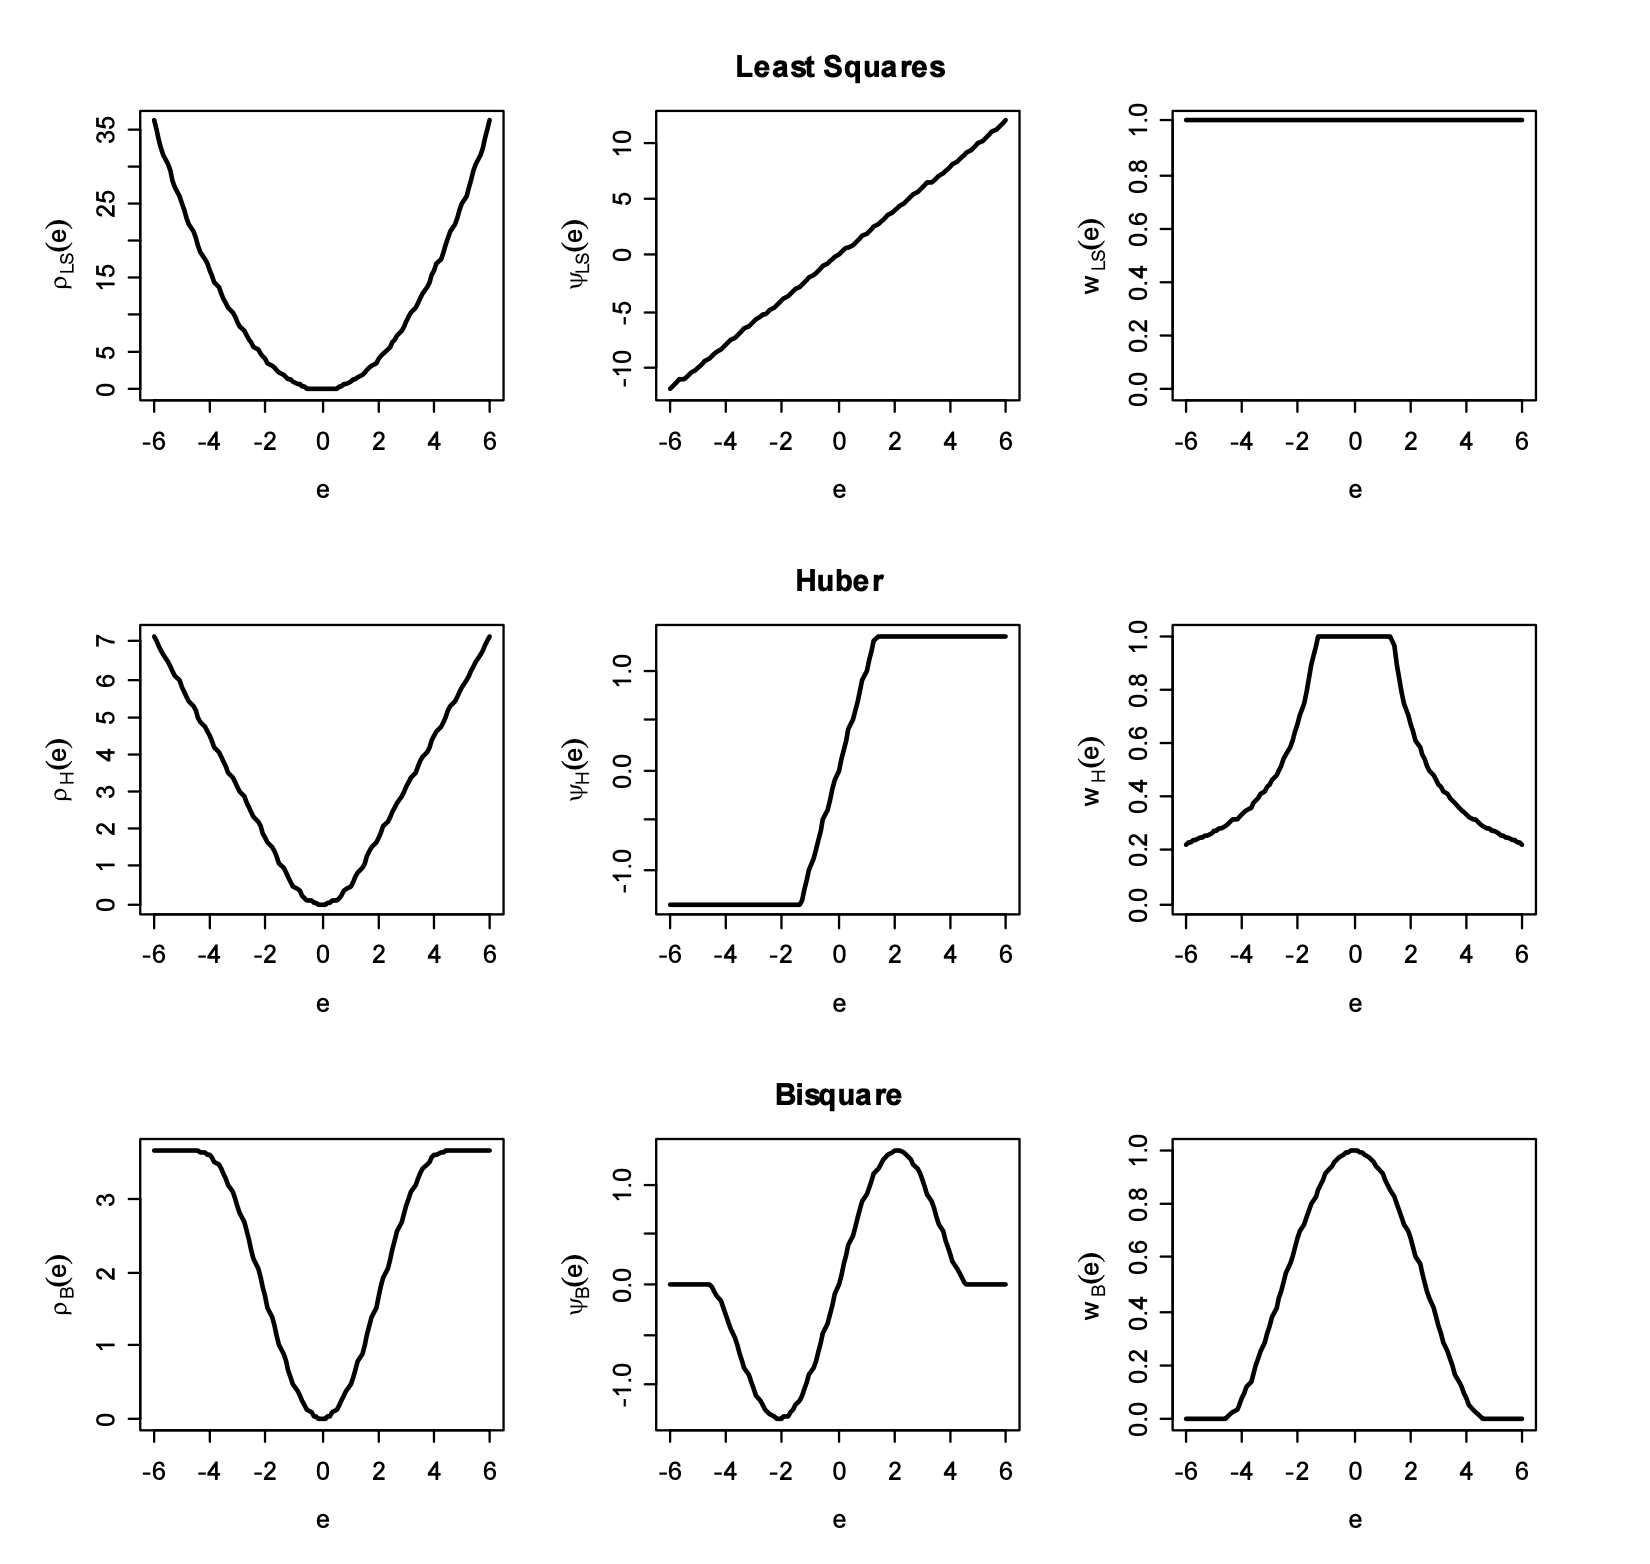 Least Squares
ρLS(e)
0 5 15 25 35
-6 -4 -2 0 2 4 6
e
ψLS(e)
-10 -5 0 5 10
-6 -4 -2 0 2 4 6
e
wLS(e)
0.0 0.2 0.4 0.6 0.8 1.0
-6 -4 -2 0 2 4 6
e
Huber
ρH(e)
0 1 2 3 4 5 6 7
-6 -4 -2 0 2 4 6
e
ψH(e)
-1.0 0.0 1.0
-6 -4 -2 0 2 4 6
e
wH(e)
0.0 0.2 0.4 0.6 0.8 1.0
-6 -4 -2 0 2 4 6
e
Bisquare
ρB(e)
0 1 2 3
-6 -4 -2 0 2 4 6
e
ψB(e)
-1.0 0.0 1.0
-6 -4 -2 0 2 4 6
e
wB(e)
0.0 0.2 0.4 0.6 0.8 1.0
-6 -4 -2 0 2 4 6
e